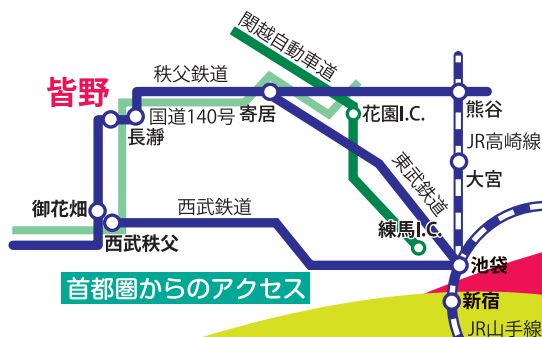 関越自動車道
秩父鉄道
皆野
国道140号
寄居
花園I.C.
熊谷
長瀞
JR高崎線
東武鉄道
大宮
御花畑
西武鉄道
練馬I.C.
西武秩父
池袋
首都圏からのアクセス
新宿
JR山手線